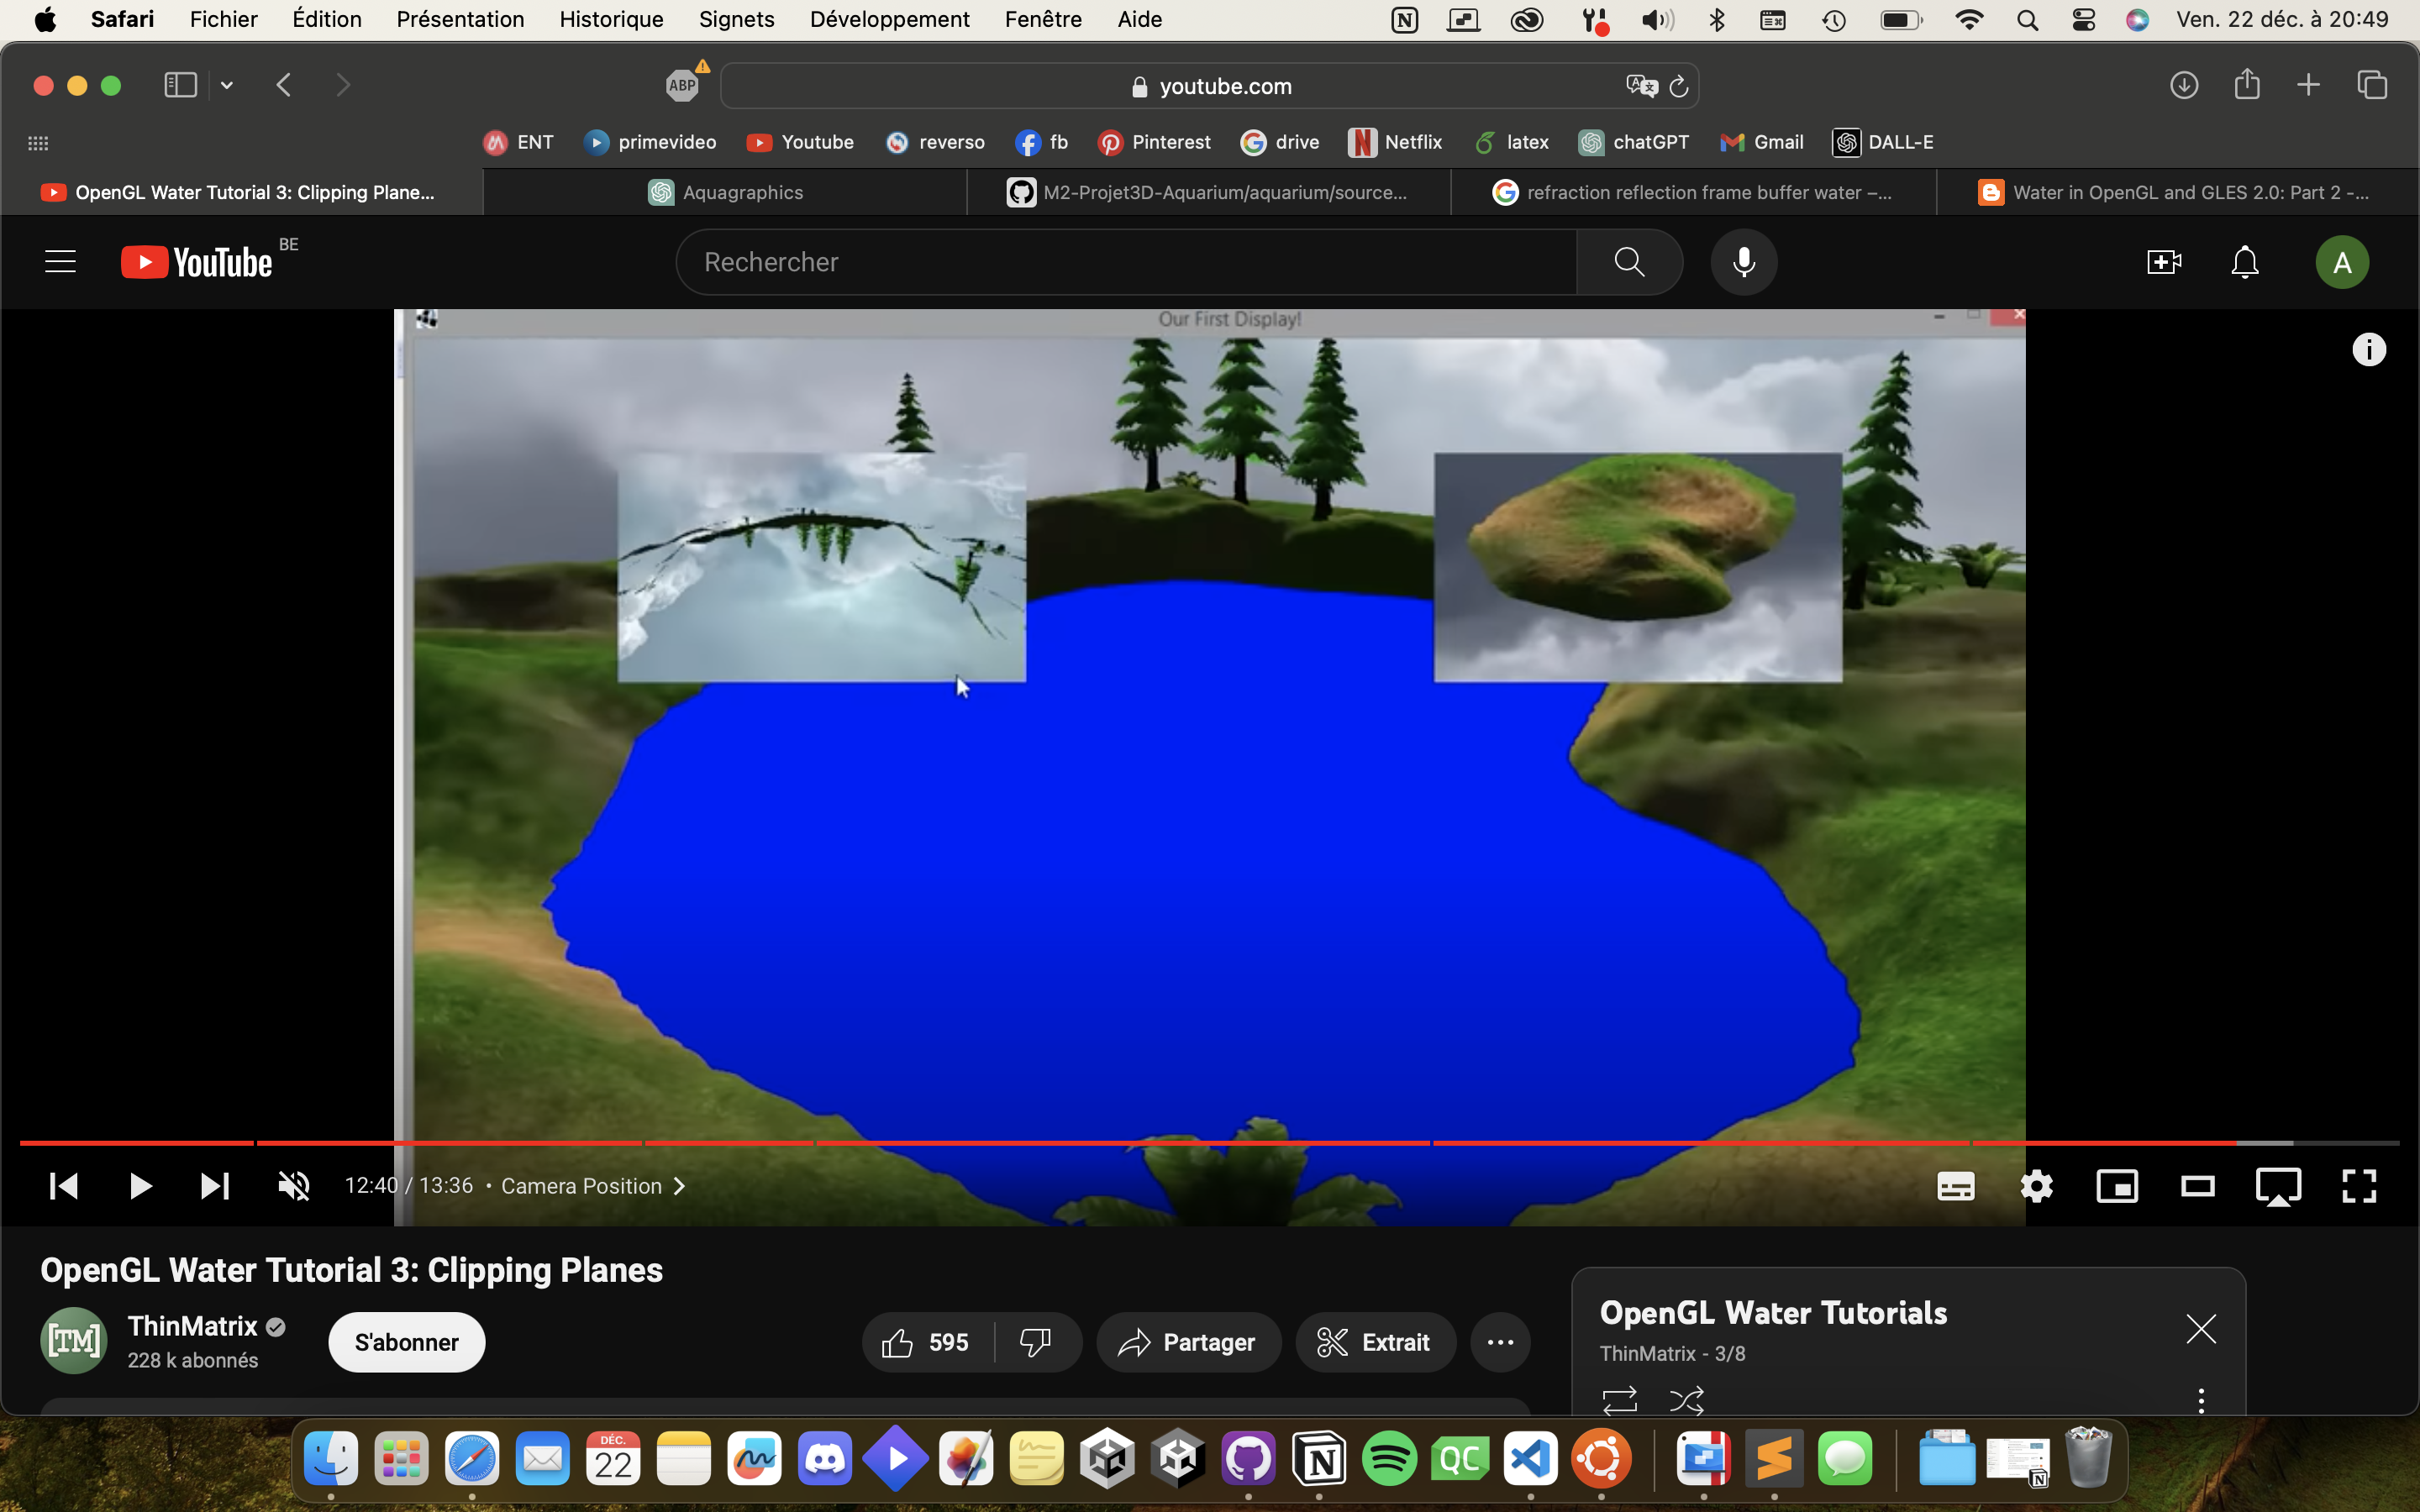 Safari Fichier Édition Présentation Historique Signets Développement Fenêtre Aide Ven. 22 déc. à 20:49
ABP youtube.com
ENT primevideo Youtube reverso fb Pinterest drive Netflix latex chatGPT Gmail DALL-E
OpenGL Water Tutorial 3: Clipping Plane... Aquagraphics M2-Projet3D-Aquarium/aquarium/source... refraction reflection frame buffer water –... Water in OpenGL and GLES 2.0: Part 2 -...
YouTube BE Rechercher A
Our First Display!
12:40 / 13:36 • Camera Position
OpenGL Water Tutorial 3: Clipping Planes
[TM] ThinMatrix
228 k abonnés
S'abonner
595 Partager Extrait
OpenGL Water Tutorials
ThinMatrix - 3/8
DÉC.
22
QC